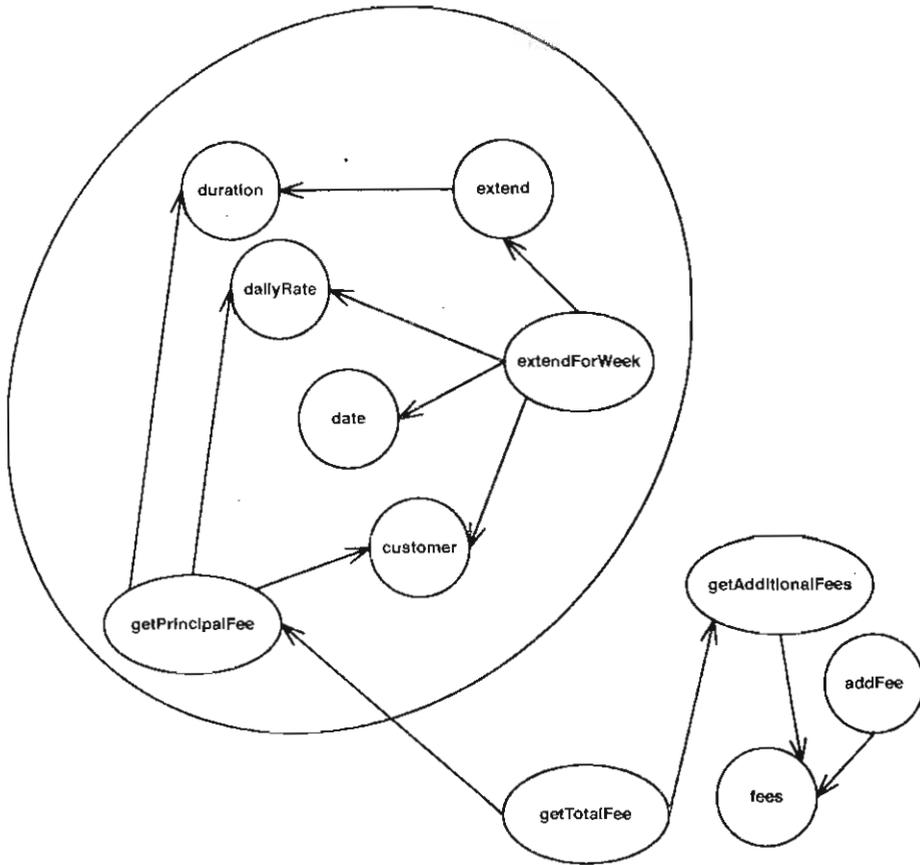 duration
extend
dailyRate
extendForWeek
date
customer
getAdditionalFees
getPrincipalFee
addFee
fees
getTotalFee